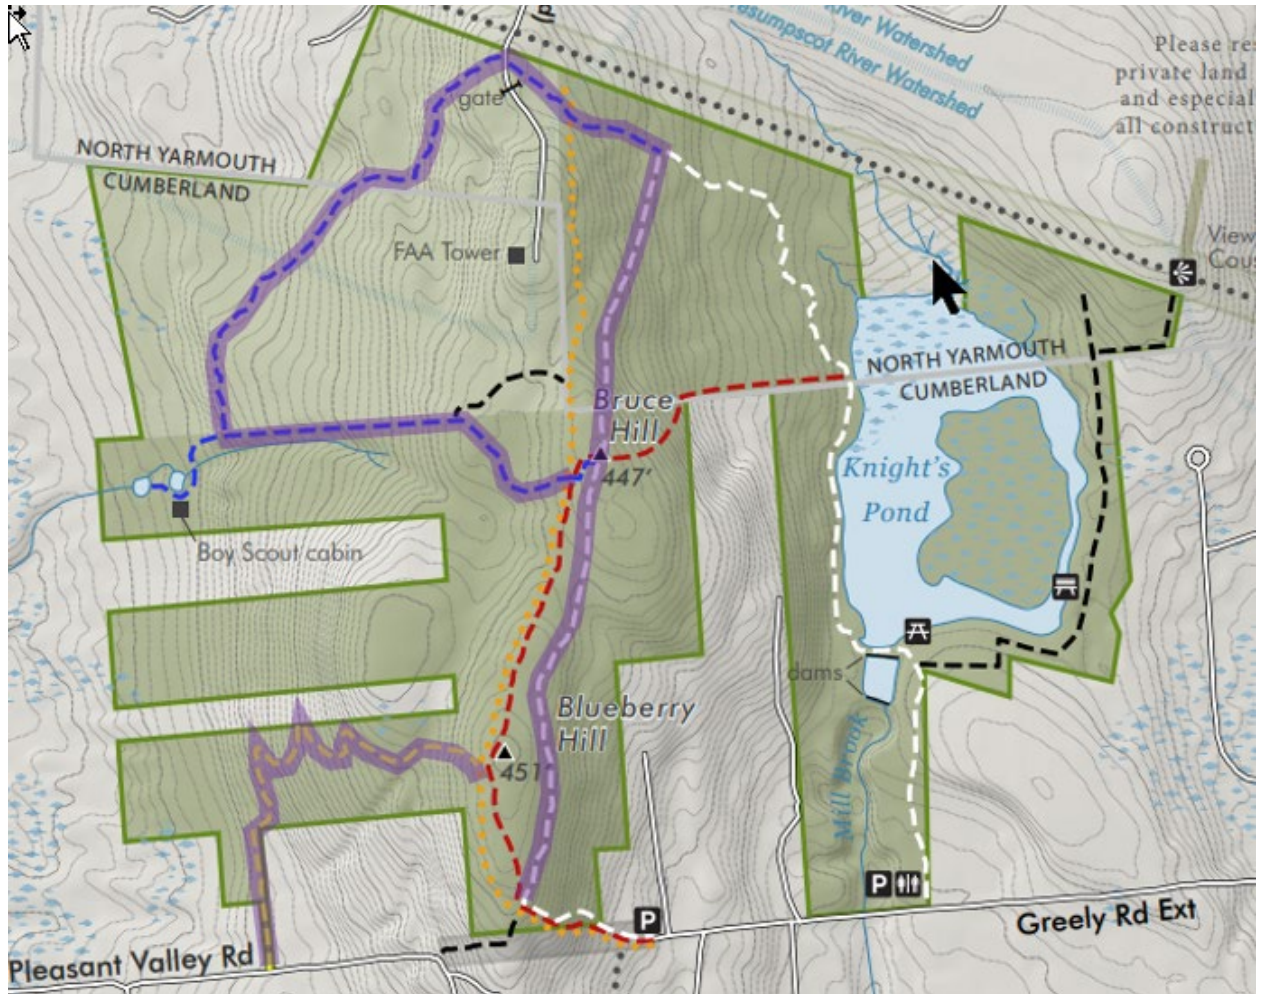 River Watershed
Presumpscot River Watershed
Please
private land
and especial
all construct
gate
NORTH YARMOUTH
CUMBERLAND
FAA Tower
View
NORTH YARMOUTH
CUMBERLAND
Bruce
Hill
447'
Knight's
Pond
Boy Scout cabin
dams
Blueberry
Hill
451'
Mill Brook
P
P
Greely Rd Ext
Pleasant Valley Rd